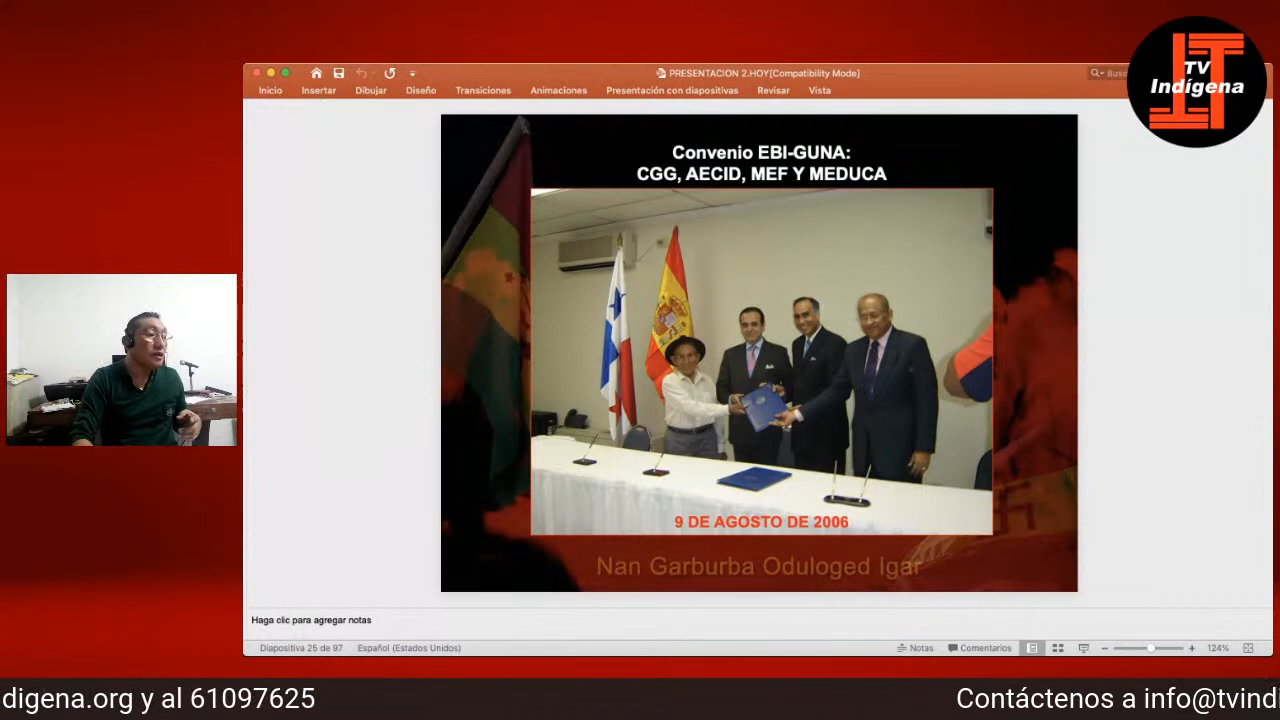 PRESENTACION 2.HOY[Compatibility Mode]
Inicio Insertar Dibujar Diseño Transiciones Animaciones Presentación con diapositivas Revisar Vista
TV
Indígena
Convenio EBI-GUNA:
CGG, AECID, MEF Y MEDUCA
9 DE AGOSTO DE 2006
Nan Garburba Oduloged Igar
Haga clic para agregar notas
Diapositiva 25 de 97 Español (Estados Unidos) Notas Comentarios 124%
digena.org y al 61097625 Contáctenos a info@tvind